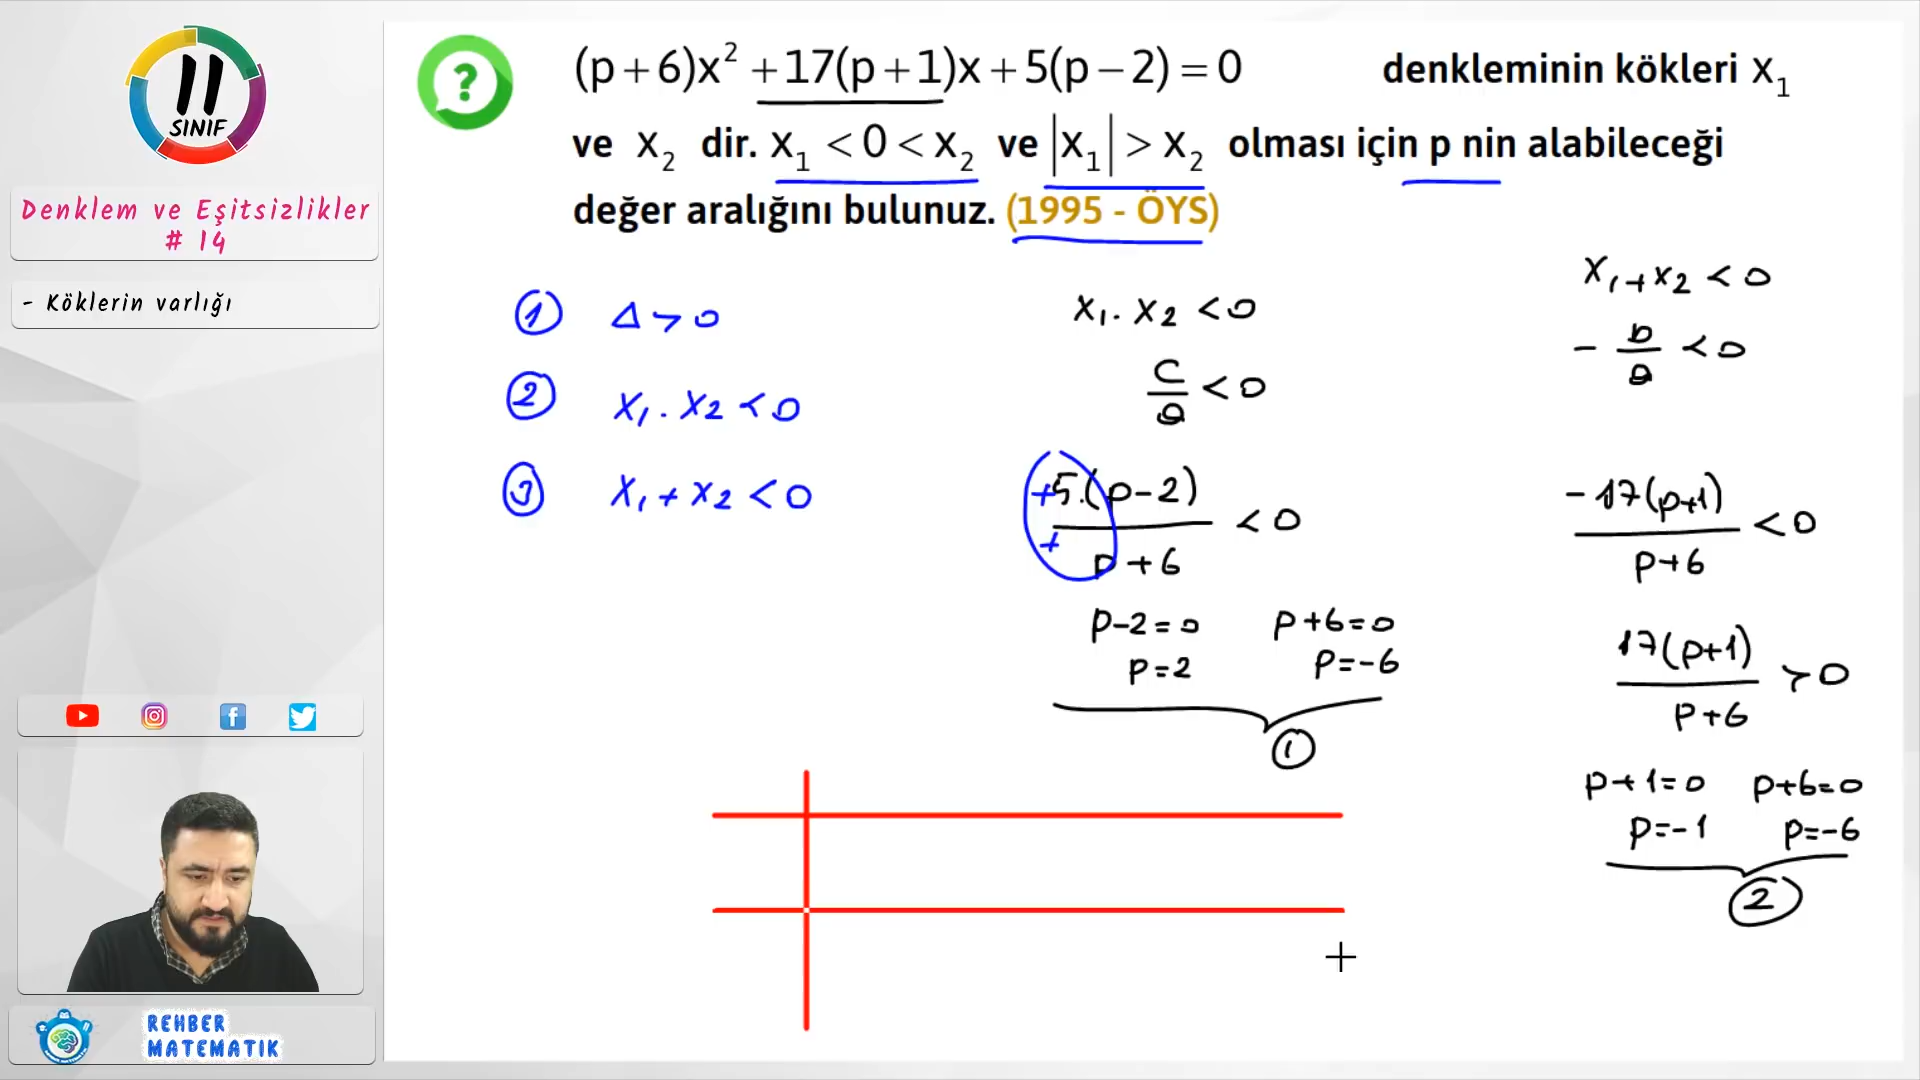 11
SINIF
Denklem ve Eşitsizlikler
# 14
- Köklerin varlığı
(p+6)x² +17(p+1)x+5(p−2)=0 denkleminin kökleri x₁
ve x₂ dir. x₁ <0< x₂ ve |x₁| > x₂ olması için p nin alabileceği
değer aralığını bulunuz. (1995 - ÖYS)
① Δ > 0
② x₁ . x₂ < 0
③ x₁ + x₂ < 0
x₁ . x₂ < 0
c/a < 0
+5.(p-2)
+ p+6 < 0
p-2=0 p+6=0
p=2 p=-6
①
x₁+x₂ < 0
- b/a < 0
-17(p+1)
p+6 < 0
17(p+1)
p+6 > 0
p+1=0 p+6=0
p=-1 p=-6
②
REHBER
MATEMATIK